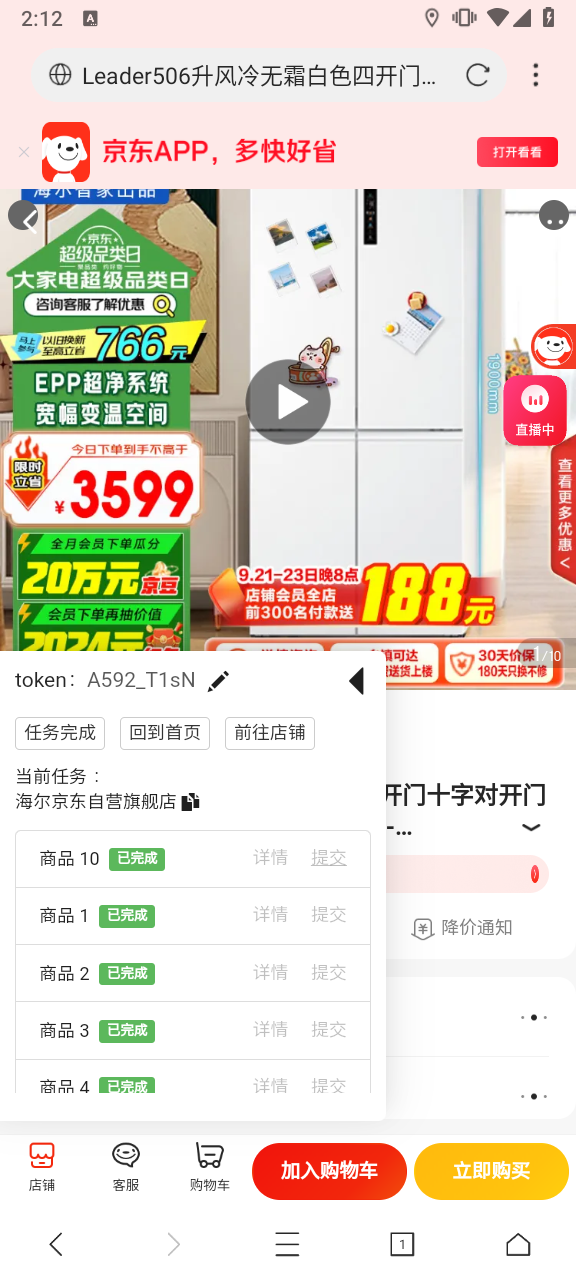 2:12
A
Leader506升风冷无霜白色四开门...
京东APP，多快好省
打开看看
海尔智家出品
京东
超级品类日
大家电超级品类日
咨询客服了解优惠
马上参与
以旧换新
至高立省
766元
EPP超净系统
宽幅变温空间
限时
立省
今日下单到手不高于
¥3599
全月会员下单瓜分
20万元京豆
会员下单再抽价值
1900mm
直播中
查看更多优惠
<
9.21-23日晚8点
店铺会员全店
前300名付款送
188元
30天价保
180天只换不修
1/10
token： A592_T1sN
任务完成
回到首页
前往店铺
当前任务：
海尔京东自营旗舰店
商品 10 已完成 详情 提交
商品 1 已完成 详情 提交
商品 2 已完成 详情 提交
商品 3 已完成 详情 提交
商品 4 已完成 详情 提交
开门十字对开门
-...
降价通知
店铺
客服
购物车
加入购物车
立即购买
1